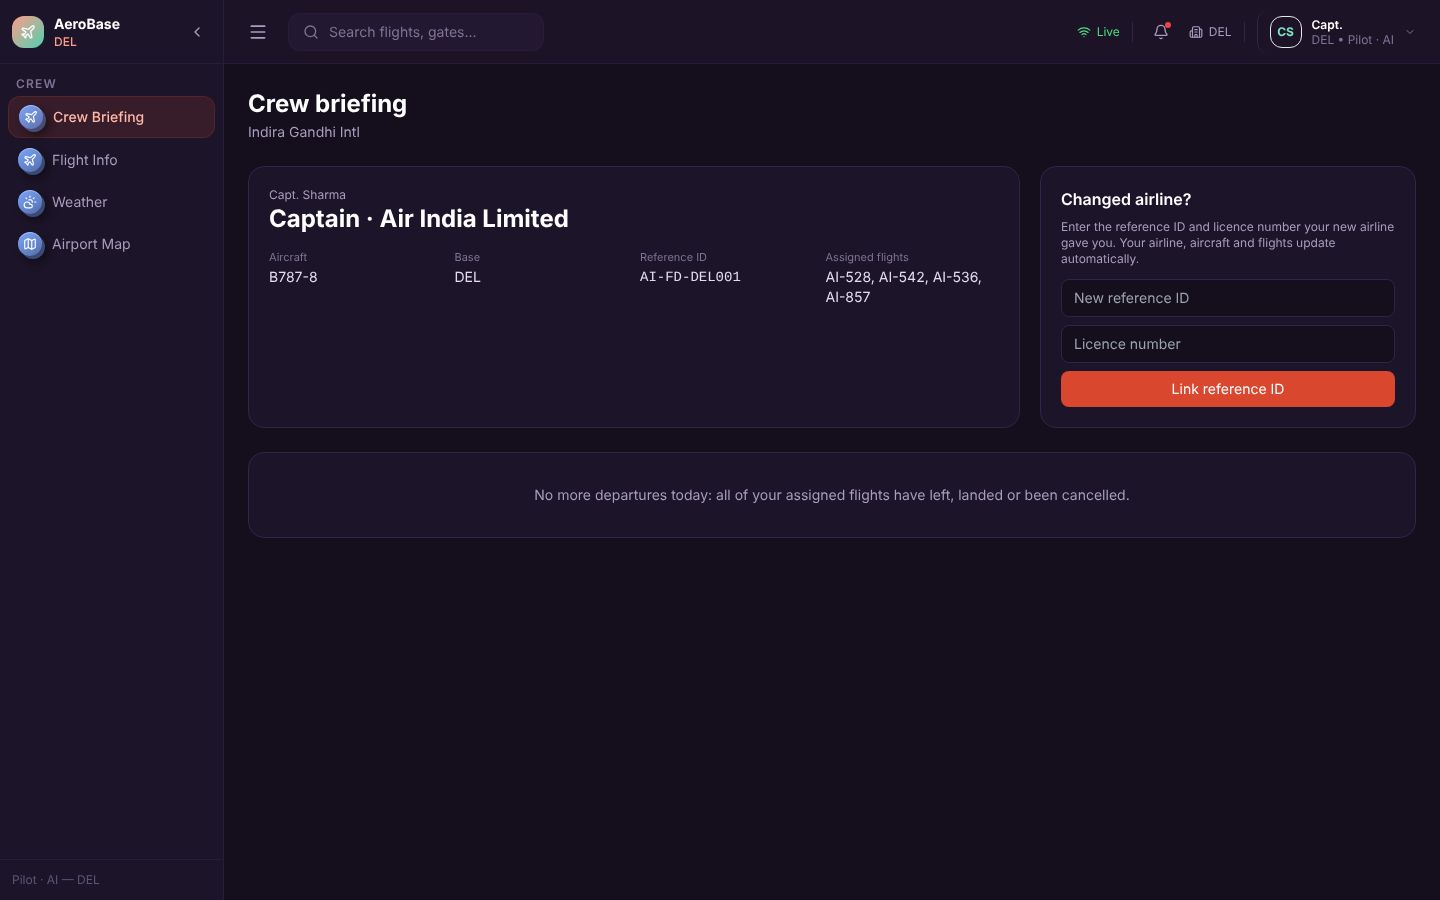 AeroBase
DEL
Search flights, gates...
Live
DEL
CS
Capt.
DEL • Pilot · AI
CREW
Crew Briefing
Flight Info
Weather
Airport Map
Crew briefing
Indira Gandhi Intl
Capt. Sharma
Captain · Air India Limited
Aircraft
B787-8
Base
DEL
Reference ID
AI-FD-DEL001
Assigned flights
AI-528, AI-542, AI-536,
AI-857
Changed airline?
Enter the reference ID and licence number your new airline
gave you. Your airline, aircraft and flights update
automatically.
New reference ID
Licence number
Link reference ID
No more departures today: all of your assigned flights have left, landed or been cancelled.
Pilot · AI — DEL